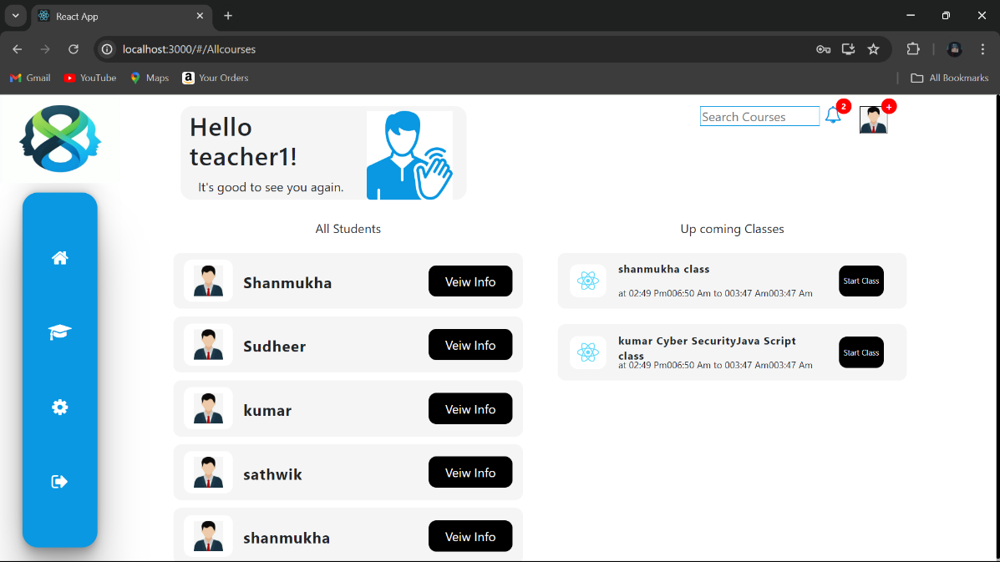 React App
localhost:3000/#/Allcourses
Gmail
YouTube
Maps
Your Orders
All Bookmarks
Hello
teacher1!
It's good to see you again.
Search Courses
2
+
All Students
Shanmukha
Veiw Info
Sudheer
Veiw Info
kumar
Veiw Info
sathwik
Veiw Info
shanmukha
Veiw Info
Up coming Classes
shanmukha class
at 02:49 Pm006:50 Am to 003:47 Am003:47 Am
Start Class
kumar Cyber SecurityJava Script
class
at 02:49 Pm006:50 Am to 003:47 Am003:47 Am
Start Class